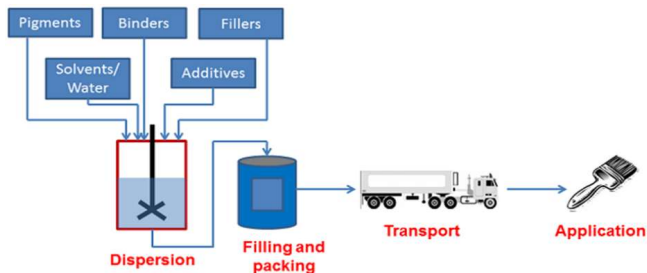 Pigments
Binders
Fillers
Solvents/
Water
Additives
Dispersion
Filling and
packing
Transport
Application